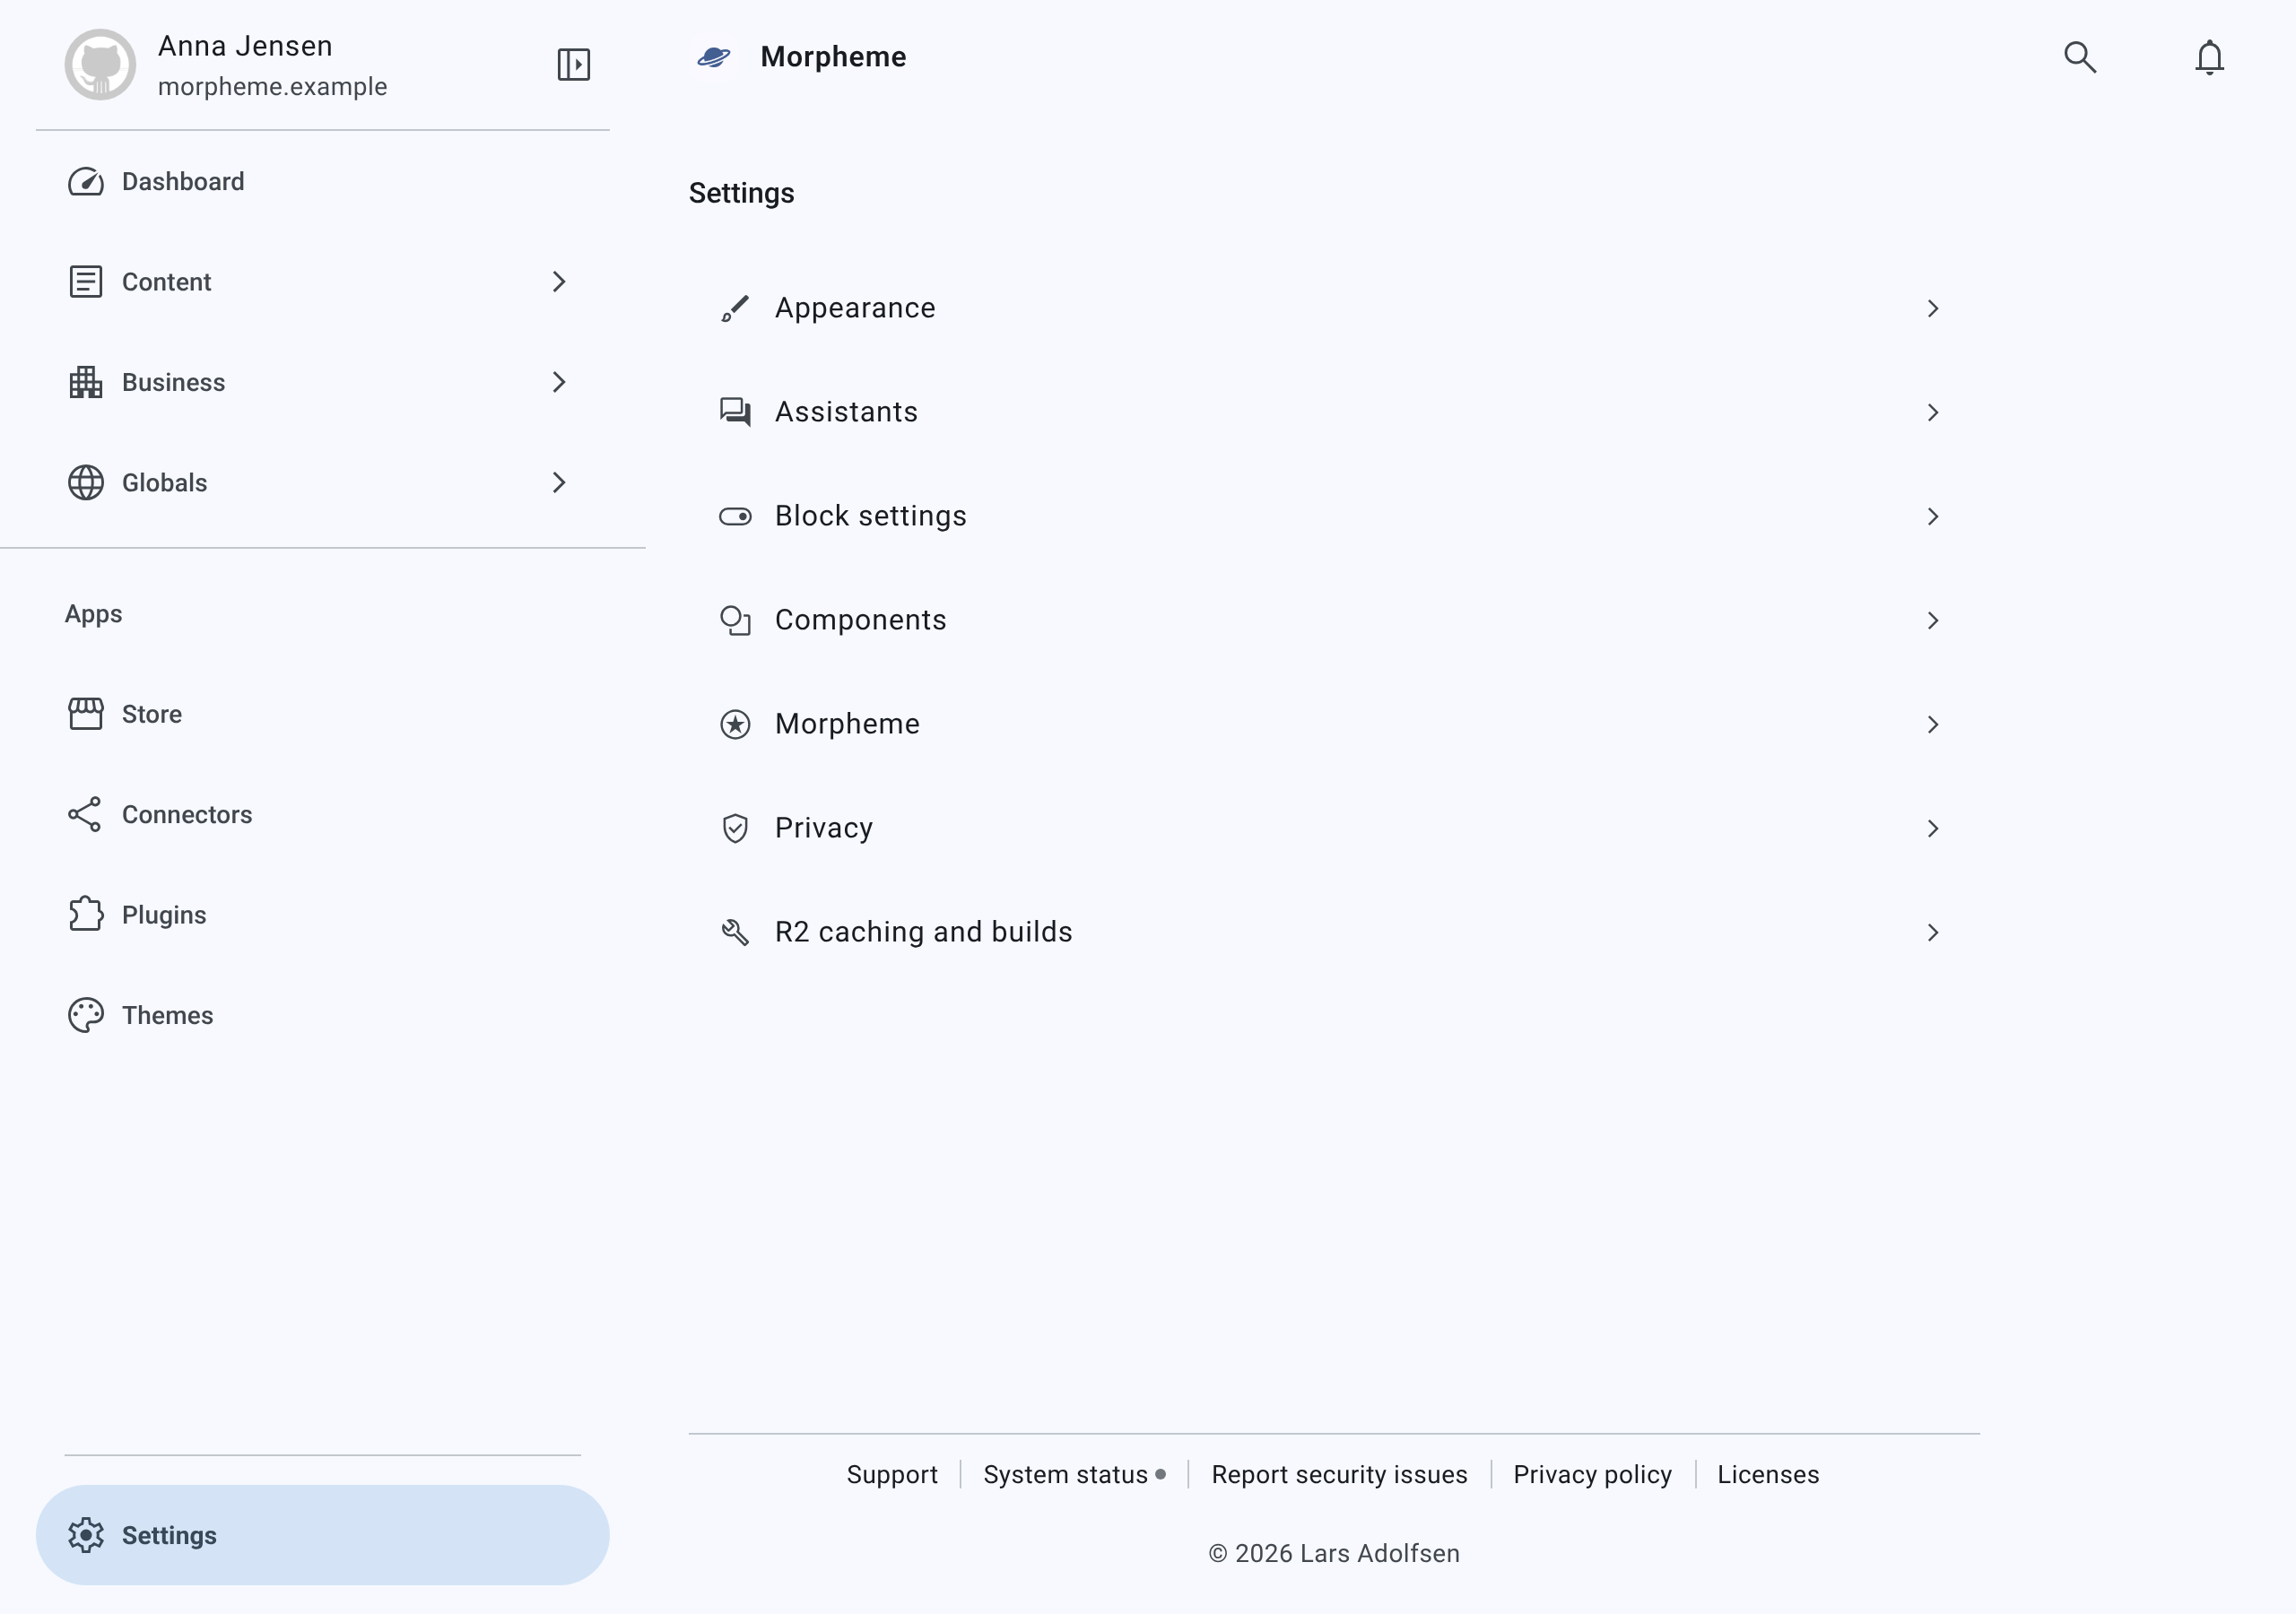 Anna Jensen
morpheme.example
Dashboard
Content
Business
Globals
Apps
Store
Connectors
Plugins
Themes
Settings
Morpheme
Settings
Appearance
Assistants
Block settings
Components
Morpheme
Privacy
R2 caching and builds
Support
System status
Report security issues
Privacy policy
Licenses
© 2026 Lars Adolfsen